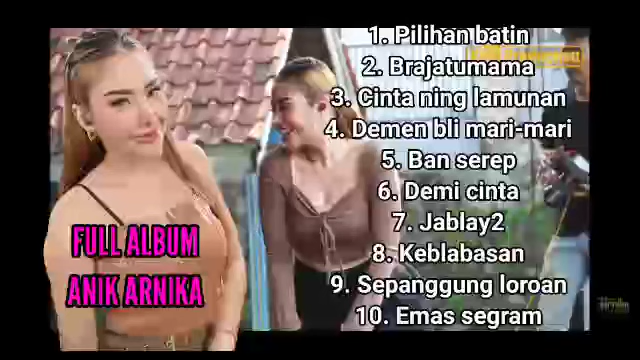 1. Pilihan batin
2. Brajatumama
3. Cinta ning lamunan
4. Demen bli mari-mari
5. Ban serep
6. Demi cinta
7. Jablay2
8. Keblabasan
9. Sepanggung loroan
10. Emas segram
FULL ALBUM
ANIK ARNIKA